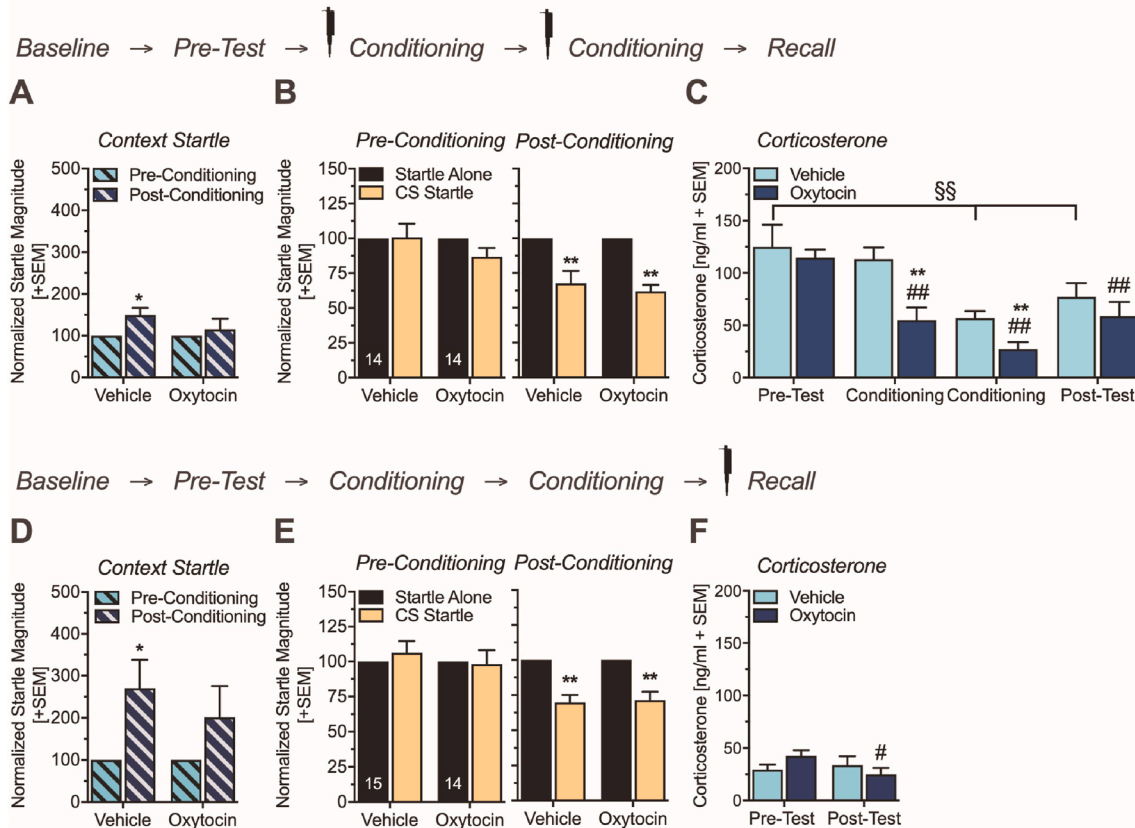 Baseline → Pre-Test → Conditioning → Conditioning → Recall
A
Context Startle
Normalized Startle Magnitude
[+SEM]
500
400
300
200
100
0
Pre-Conditioning
Post-Conditioning
*
Vehicle Oxytocin
B
Pre-Conditioning Post-Conditioning
Normalized Startle Magnitude
[+SEM]
150
125
100
75
50
25
0
Startle Alone
CS Startle
** **
14 14
Vehicle Oxytocin Vehicle Oxytocin
C
Corticosterone
Corticosterone [ng/ml + SEM]
200
150
100
50
0
Vehicle
Oxytocin
§§
**
##
**
##
##
Pre-Test Conditioning Conditioning Post-Test
Baseline → Pre-Test → Conditioning → Conditioning → Recall
D
Context Startle
Normalized Startle Magnitude
[+SEM]
500
400
300
200
100
0
Pre-Conditioning
Post-Conditioning
*
Vehicle Oxytocin
E
Pre-Conditioning Post-Conditioning
Normalized Startle Magnitude
[+SEM]
150
125
100
75
50
25
0
Startle Alone
CS Startle
** **
15 14
Vehicle Oxytocin Vehicle Oxytocin
F
Corticosterone
Corticosterone [ng/ml + SEM]
200
150
100
50
0
Vehicle
Oxytocin
#
Pre-Test Post-Test